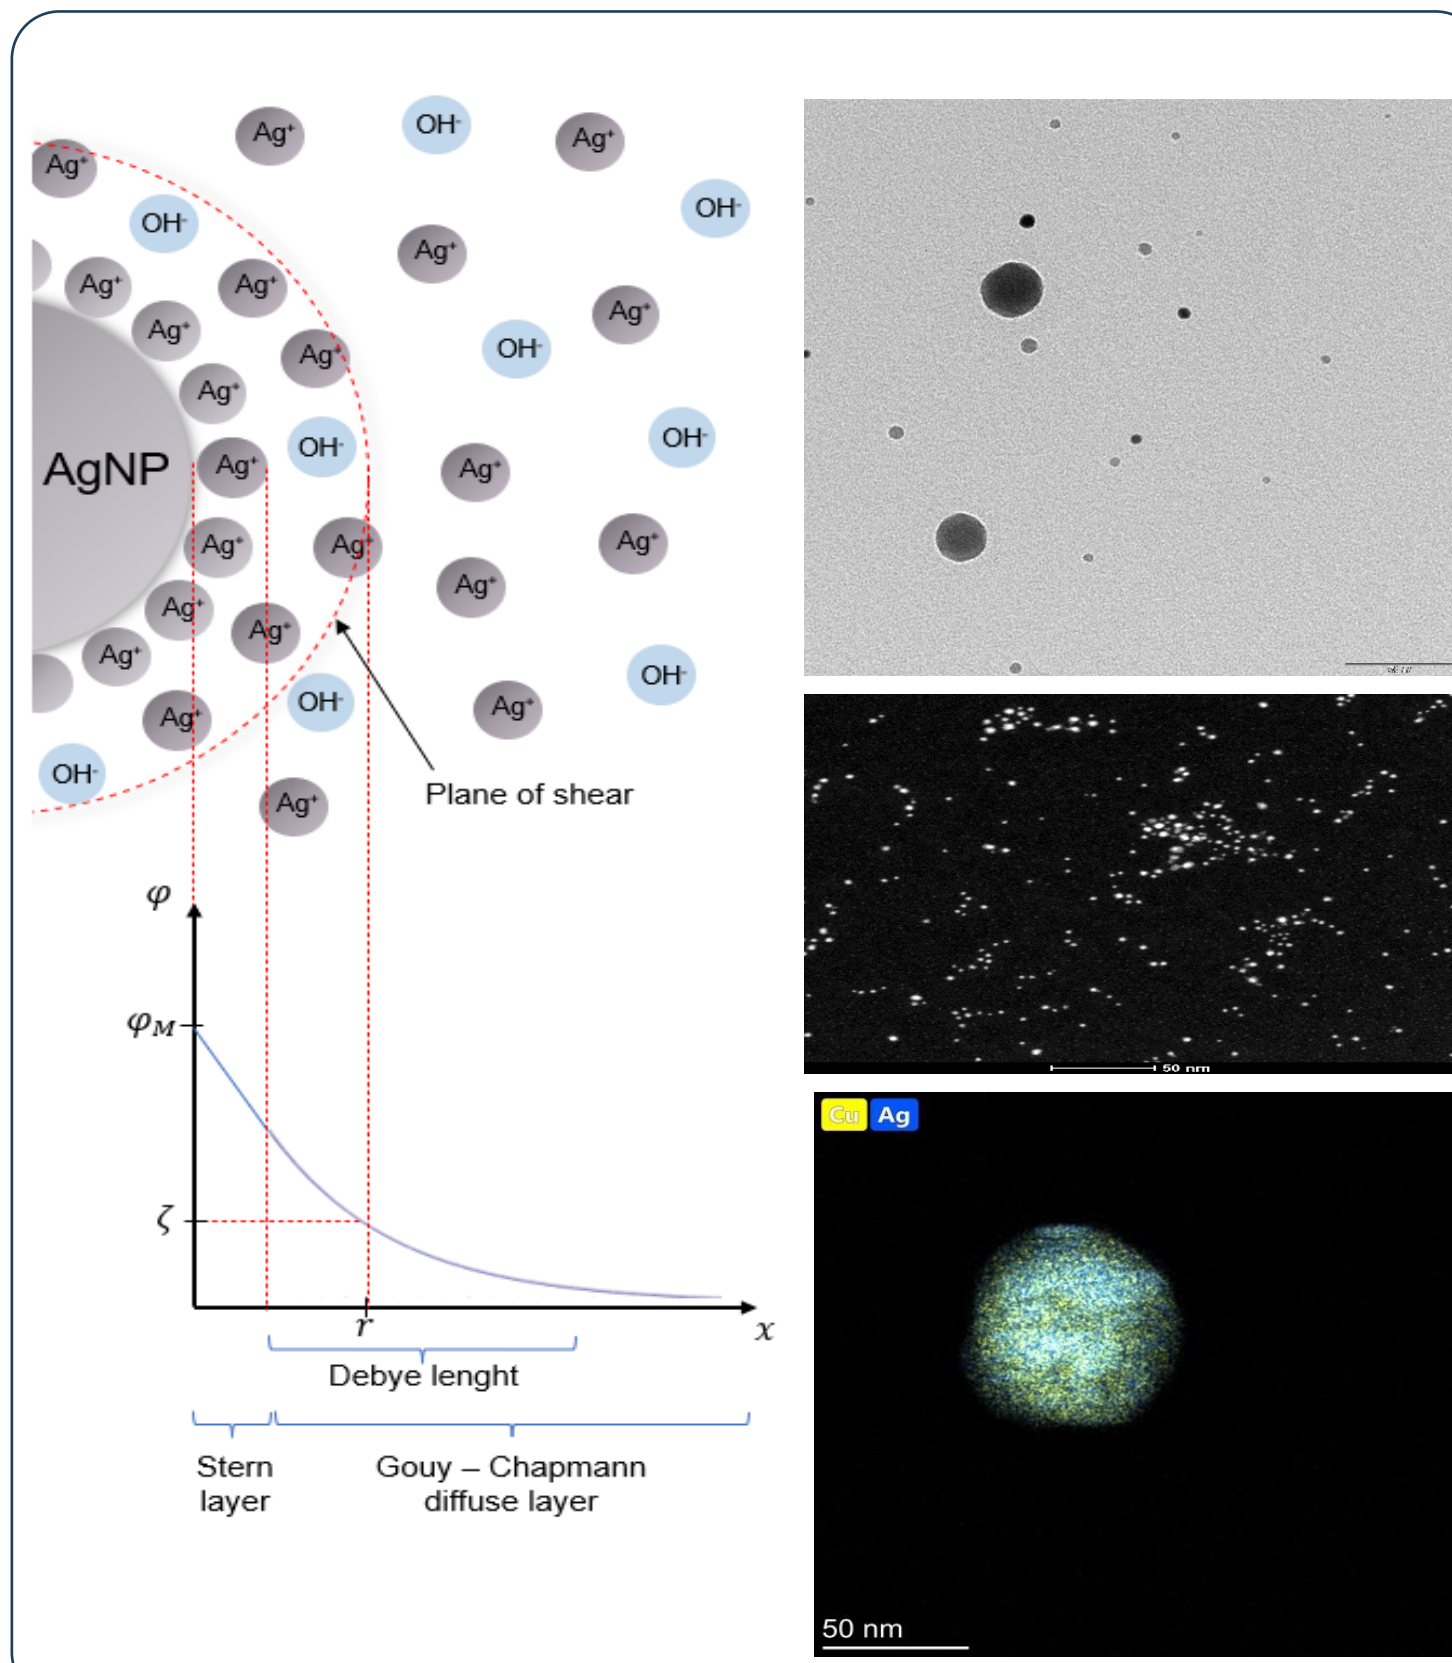 Ag⁺
OH⁻
Ag⁺
Ag⁺
OH⁻
OH⁻
Ag⁺
Ag⁺
Ag⁺
Ag⁺
Ag⁺
OH⁻
Ag⁺
Ag⁺
OH⁻
OH⁻
AgNP
Ag⁺
Ag⁺
Ag⁺
Ag⁺
Ag⁺
Ag⁺
Ag⁺
Ag⁺
Ag⁺
OH⁻
Ag⁺
OH⁻
Ag⁺
OH⁻
Ag⁺
Plane of shear
φ
φM
ζ
r
x
Debye lenght
Stern
layer
Gouy – Chapmann
diffuse layer
50 nm
Cu Ag
50 nm